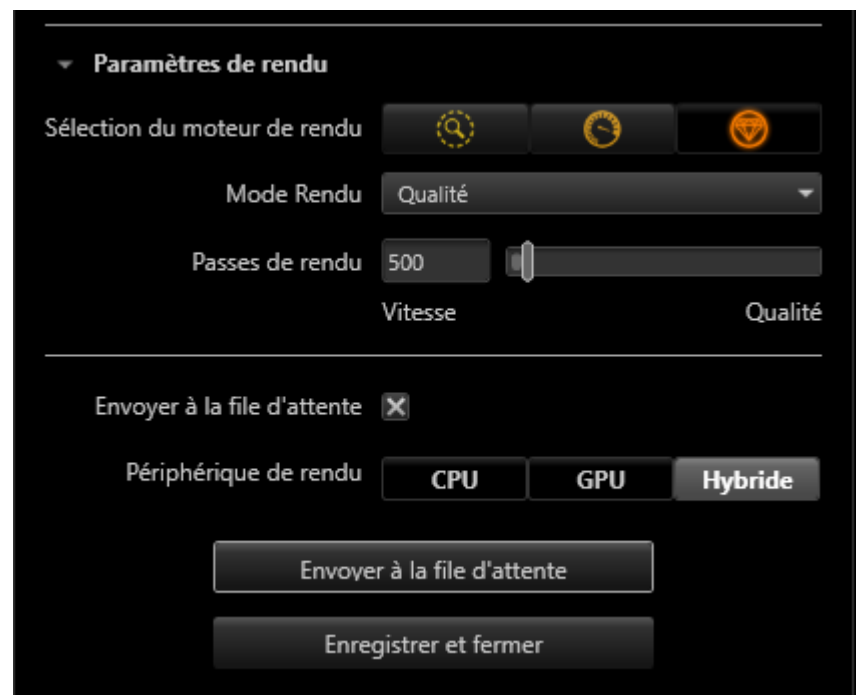 Paramètres de rendu
Sélection du moteur de rendu
Mode Rendu Qualité
Passes de rendu 500
Vitesse Qualité
Envoyer à la file d'attente
Périphérique de rendu CPU GPU Hybride
Envoyer à la file d'attente
Enregistrer et fermer